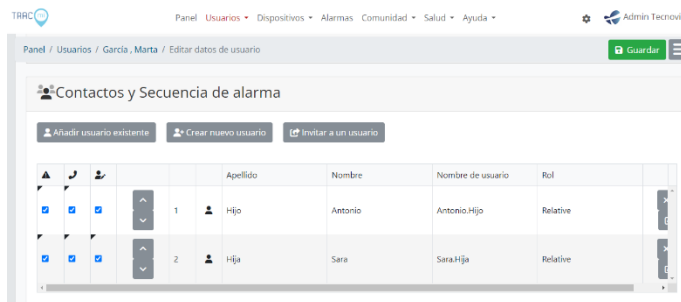 TRAC
Panel Usuarios Dispositivos Alarmas Comunidad Salud Ayuda Admin Tecnovi
Panel / Usuarios / García , Marta / Editar datos de usuario Guardar
Contactos y Secuencia de alarma
Añadir usuario existente Crear nuevo usuario Invitar a un usuario
Apellido Nombre Nombre de usuario Rol
1 Hijo Antonio Antonio.Hijo Relative
2 Hija Sara Sara.Hija Relative